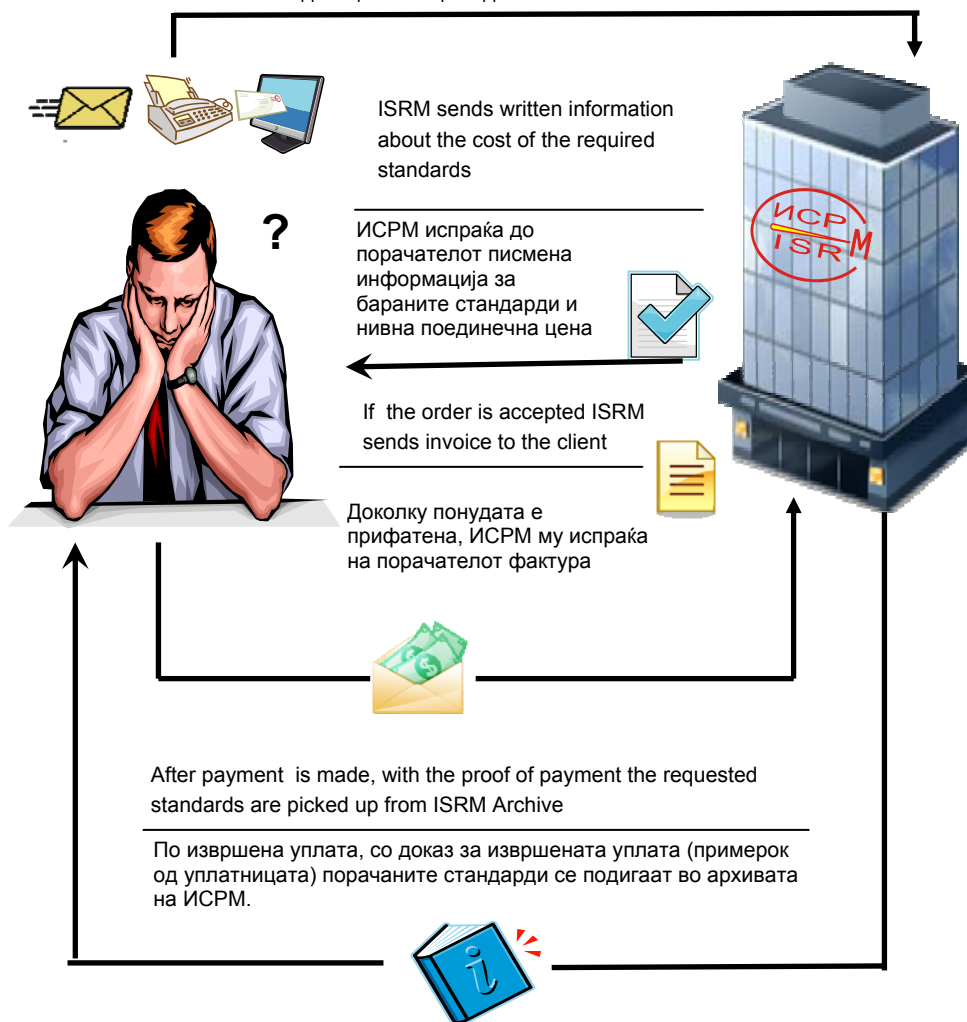 ISRM sends written information
about the cost of the required
standards
?
ИСРМ испраќа до
порачателот писмена
информација за
бараните стандарди и
нивна поединечна цена
ИСР
M
ISR
If the order is accepted ISRM
sends invoice to the client
Доколку понудата е
прифатена, ИСРМ му испраќа
на порачателот фактура
After payment is made, with the proof of payment the requested
standards are picked up from ISRM Archive
По извршена уплата, со доказ за извршената уплата (примерок
од уплатницата) порачаните стандарди се подигаат во архивата
на ИСРМ.
i